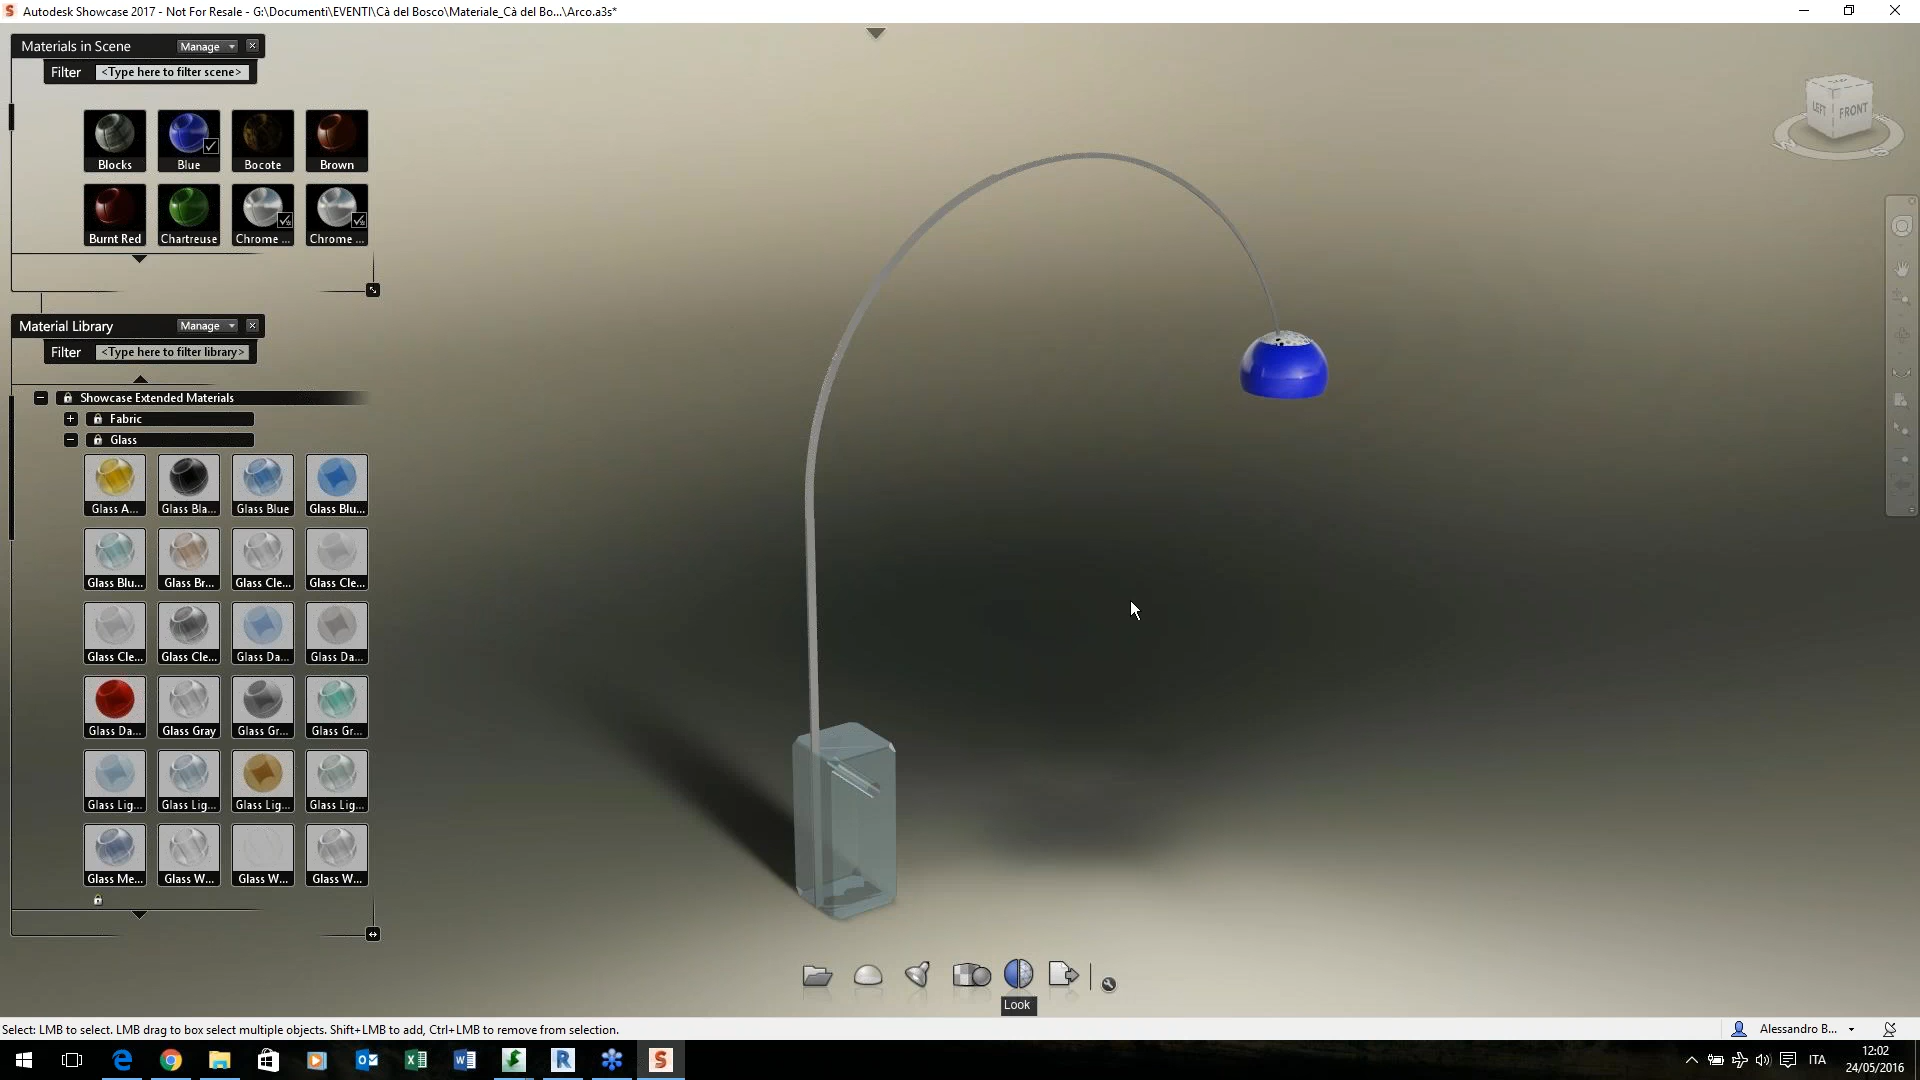 Autodesk Showcase 2017 - Not For Resale - G:\Documenti\EVENTI\Cà del Bosco\Materiale_Cà del Bo...\Arco.a3s*
Materials in Scene
Manage
Filter
<Type here to filter scene>
Blocks
Blue
Bocote
Brown
Burnt Red
Chartreuse
Chrome ...
Chrome ...
Material Library
Manage
Filter
<Type here to filter library>
Showcase Extended Materials
Fabric
Glass
Glass A...
Glass Bla...
Glass Blue
Glass Blu...
Glass Blu...
Glass Br...
Glass Cle...
Glass Cle...
Glass Cle...
Glass Cle...
Glass Da...
Glass Da...
Glass Da...
Glass Gray
Glass Gr...
Glass Gr...
Glass Lig...
Glass Lig...
Glass Lig...
Glass Lig...
Glass Me...
Glass W...
Glass W...
Glass W...
LEFT
FRONT
W
S
Look
Select: LMB to select. LMB drag to box select multiple objects. Shift+LMB to add, Ctrl+LMB to remove from selection.
Alessandro B...
ITA
12:02
24/05/2016